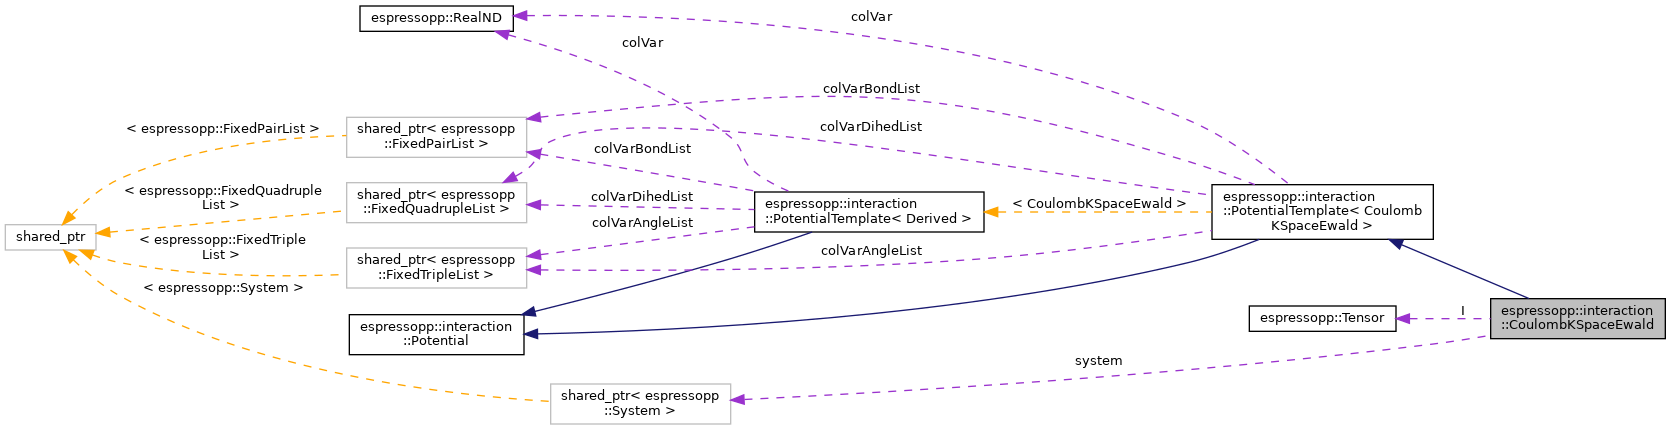 espressopp::RealND
colVar
colVar
colVarBondList
shared_ptr< espressopp
::FixedPairList >
< espressopp::FixedPairList >
colVarDihedList
colVarBondList
shared_ptr< espressopp
::FixedQuadrupleList >
< espressopp::FixedQuadruple
List >
colVarDihedList
espressopp::interaction
::PotentialTemplate< Derived >
< CoulombKSpaceEwald >
espressopp::interaction
::PotentialTemplate< Coulomb
KSpaceEwald >
colVarAngleList
shared_ptr
< espressopp::FixedTriple
List >
shared_ptr< espressopp
::FixedTripleList >
colVarAngleList
< espressopp::System >
espressopp::interaction
::Potential
espressopp::Tensor
I
espressopp::interaction
::CoulombKSpaceEwald
system
shared_ptr< espressopp
::System >